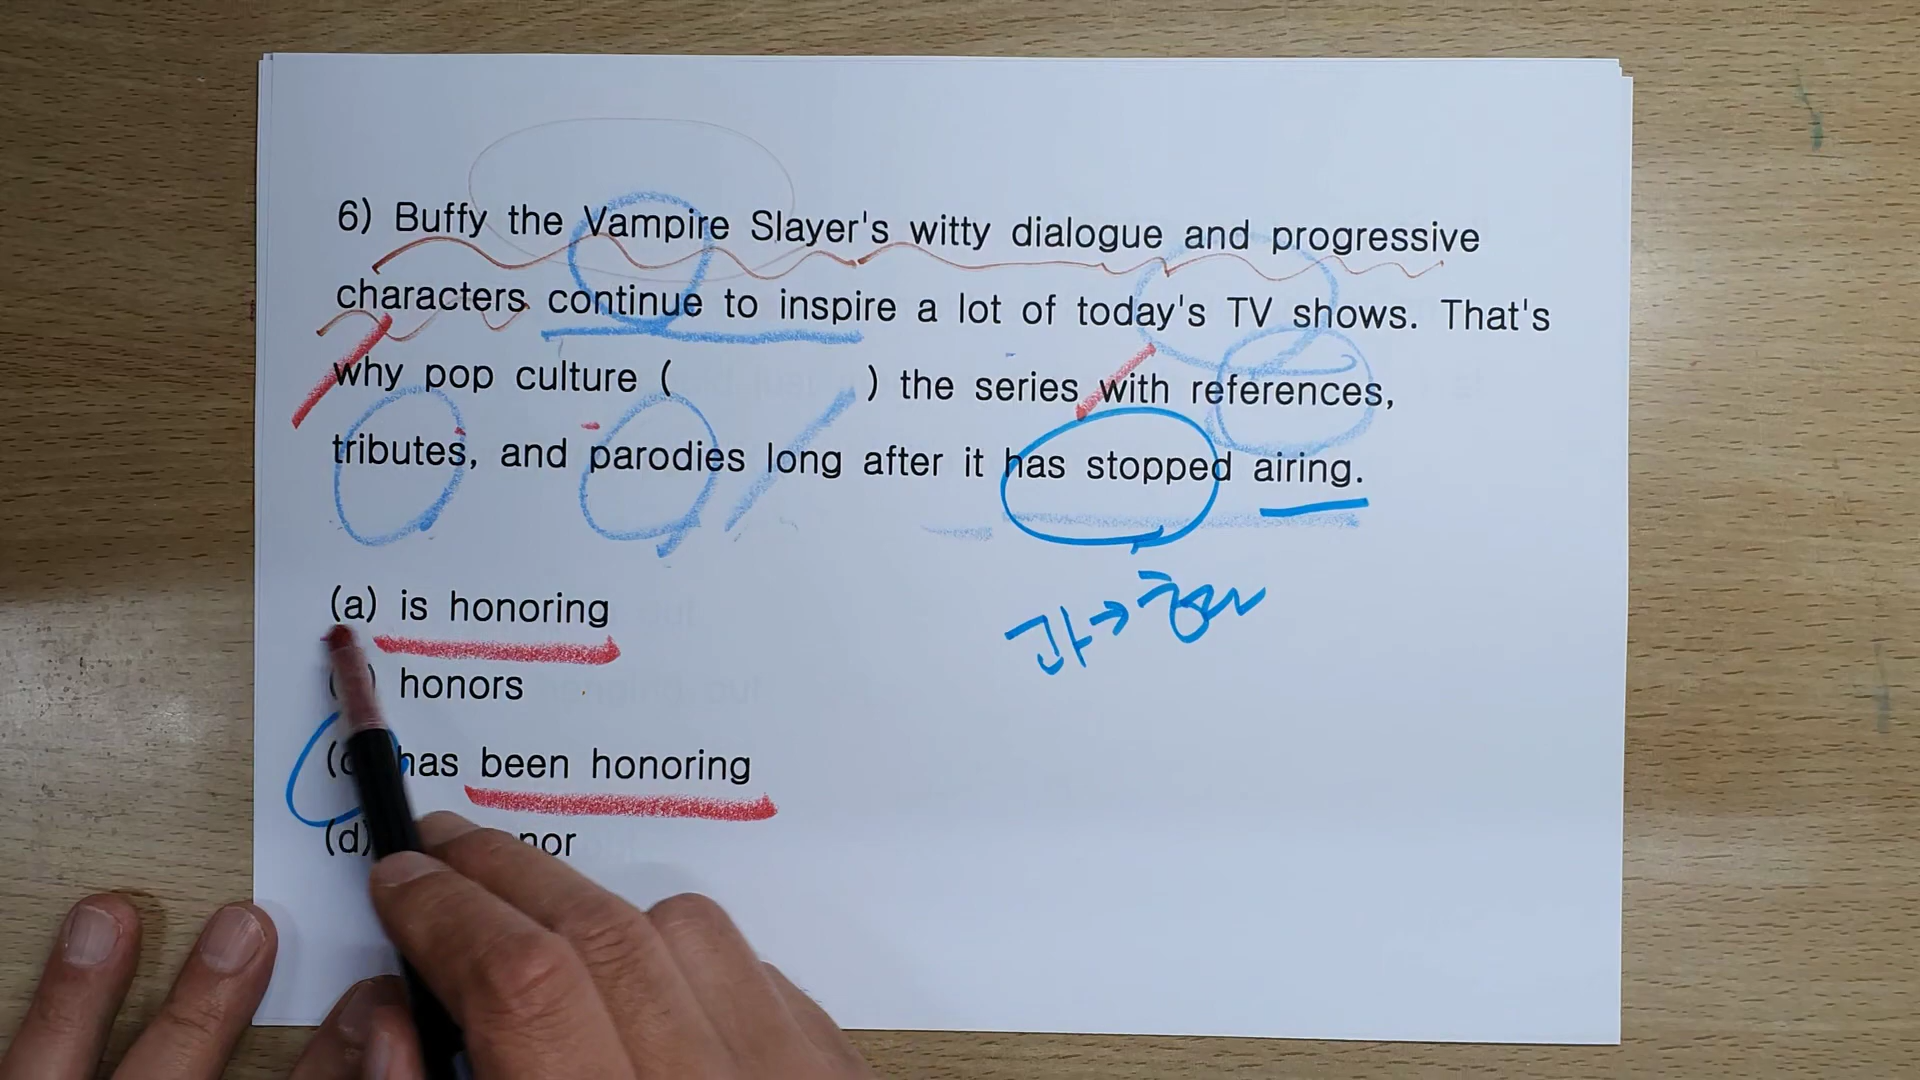 6) Buffy the Vampire Slayer's witty dialogue and progressive
characters continue to inspire a lot of today's TV shows. That's
why pop culture ( ) the series with references,
tributes, and parodies long after it has stopped airing.
과→현
(a) is honoring
honors
has been honoring
(d)